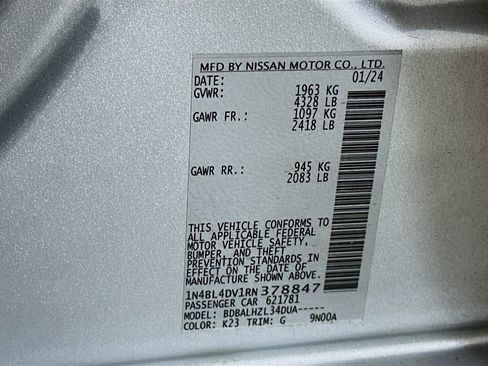 MFD BY NISSAN MOTOR CO., LTD.
DATE: 01/24
GVWR: 1963 KG
4328 LB
GAWR FR.: 1097 KG
2418 LB
GAWR RR.: 945 KG
2083 LB
THIS VEHICLE CONFORMS TO
ALL APPLICABLE FEDERAL
MOTOR VEHICLE SAFETY,
BUMPER, AND THEFT
PREVENTION STANDARDS IN
EFFECT ON THE DATE OF
MANUFACTURE SHOWN ABOVE.
1N4BL4DV1RN378847
PASSENGER CAR 621781
MODEL: BDBALHZL34DUA-----
COLOR: K23 TRIM: G 9N00A